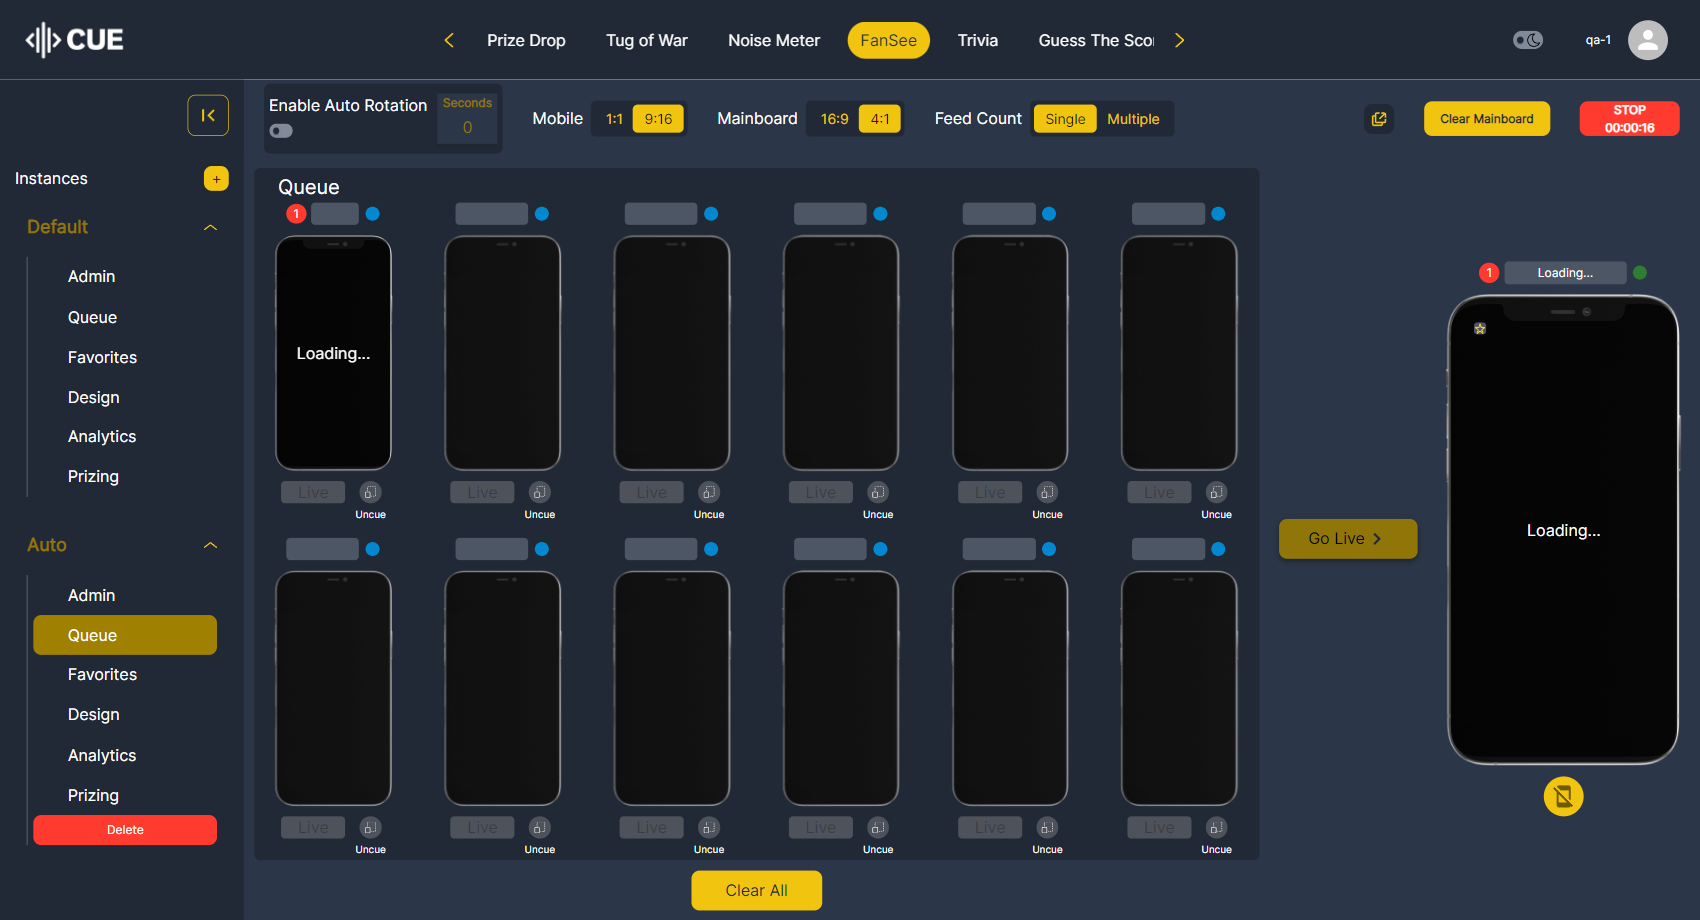 CUE
Prize Drop
Tug of War
Noise Meter
FanSee
Trivia
Guess The Sco
qa-1
Enable Auto Rotation
Seconds
0
Mobile
1:1
9:16
Mainboard
16:9
4:1
Feed Count
Single
Multiple
Clear Mainboard
STOP
00:00:16
Instances
+
Default
Admin
Queue
Favorites
Design
Analytics
Prizing
Auto
Admin
Queue
Favorites
Design
Analytics
Prizing
Delete
Queue
1
Loading...
Live
Live
Live
Live
Live
Live
Uncue
Uncue
Uncue
Uncue
Uncue
Uncue
Live
Live
Live
Live
Live
Live
Uncue
Uncue
Uncue
Uncue
Uncue
Uncue
Clear All
Go Live
1
Loading...
Loading...